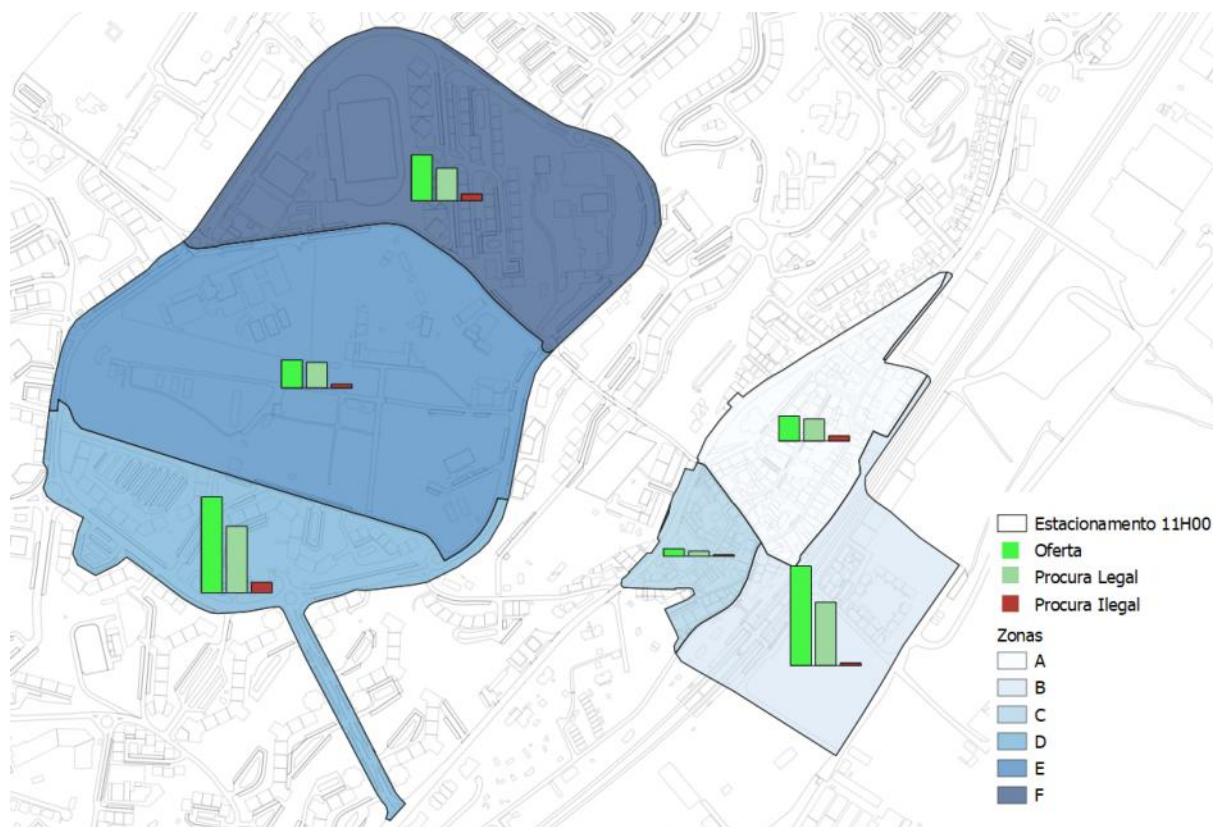 Estacionamento 11H00
Oferta
Procura Legal
Procura Ilegal
Zonas
A
B
C
D
E
F